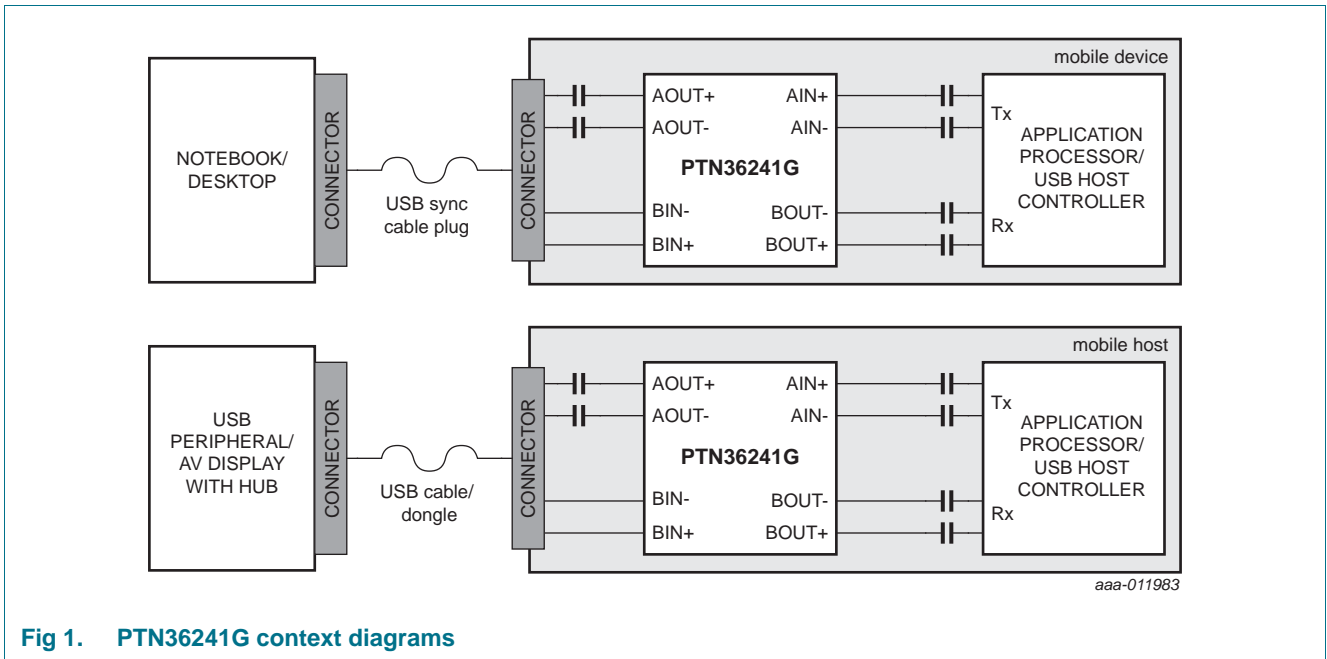 mobile device
NOTEBOOK/
DESKTOP
CONNECTOR
USB sync
cable plug
CONNECTOR
AOUT+
AIN+
AOUT-
AIN-
PTN36241G
BIN-
BOUT-
BIN+
BOUT+
Tx
APPLICATION
PROCESSOR/
USB HOST
CONTROLLER
Rx
mobile host
USB
PERIPHERAL/
AV DISPLAY
WITH HUB
CONNECTOR
USB cable/
dongle
CONNECTOR
AOUT+
AIN+
AOUT-
AIN-
PTN36241G
BIN-
BOUT-
BIN+
BOUT+
Tx
APPLICATION
PROCESSOR/
USB HOST
CONTROLLER
Rx
aaa-011983
Fig 1. PTN36241G context diagrams